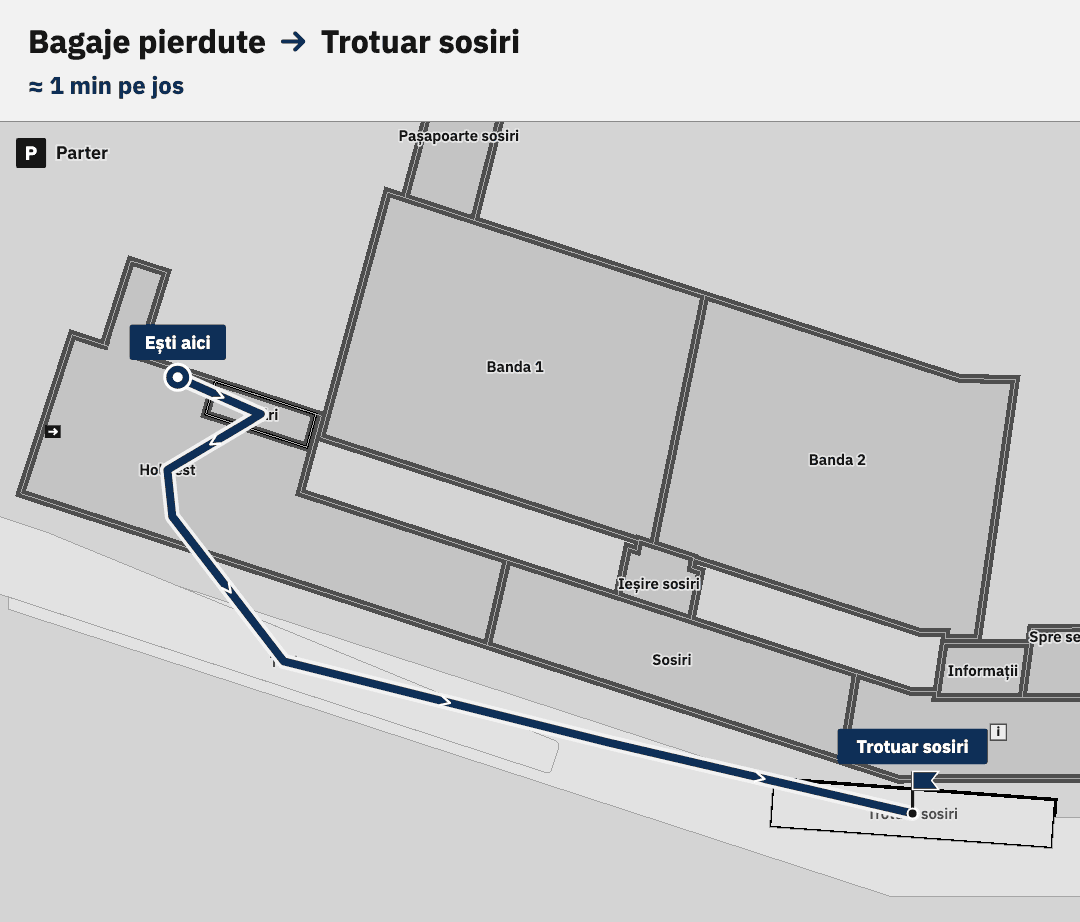 Bagaje pierdute → Trotuar sosiri
≈ 1 min pe jos
P Parter
Pașapoarte sosiri
Ești aici
Banda 1
Banda 2
Ieșire sosiri
Sosiri
Informații
i
Trotuar sosiri
sosiri